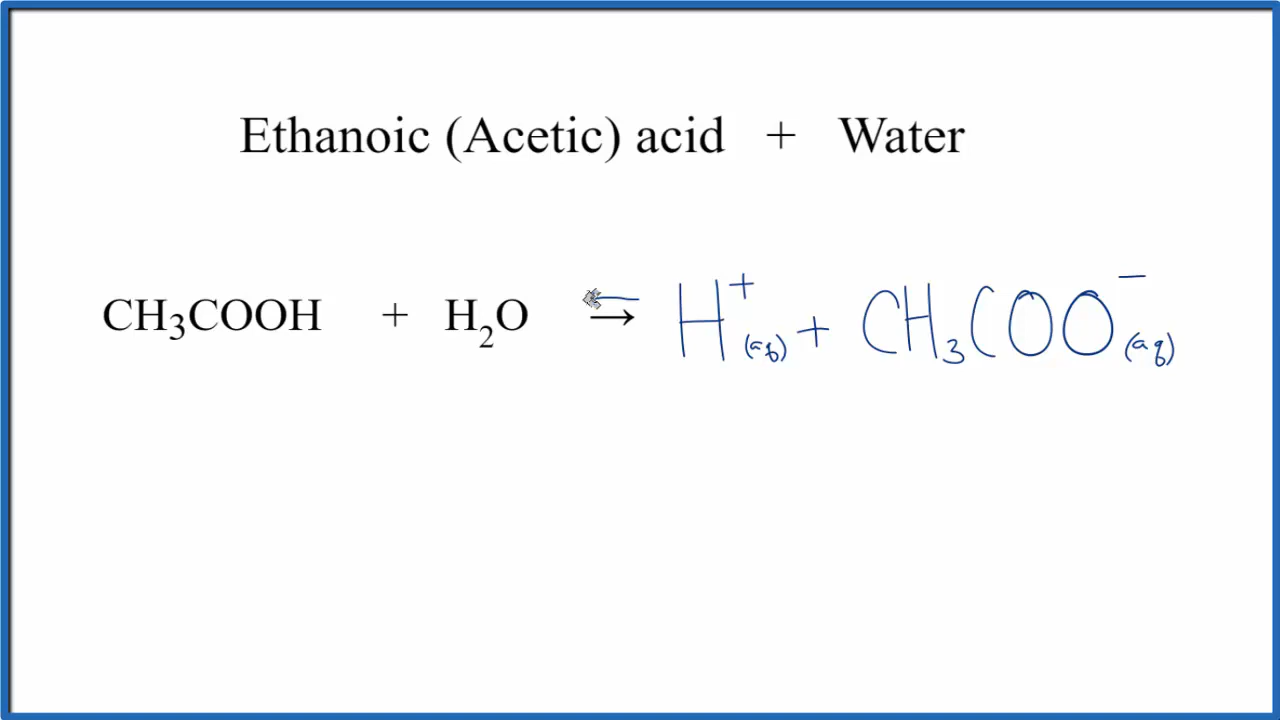 Ethanoic (Acetic) acid + Water
CH₃COOH + H₂O ⇄ H⁺(aq) + CH₃COO⁻(aq)